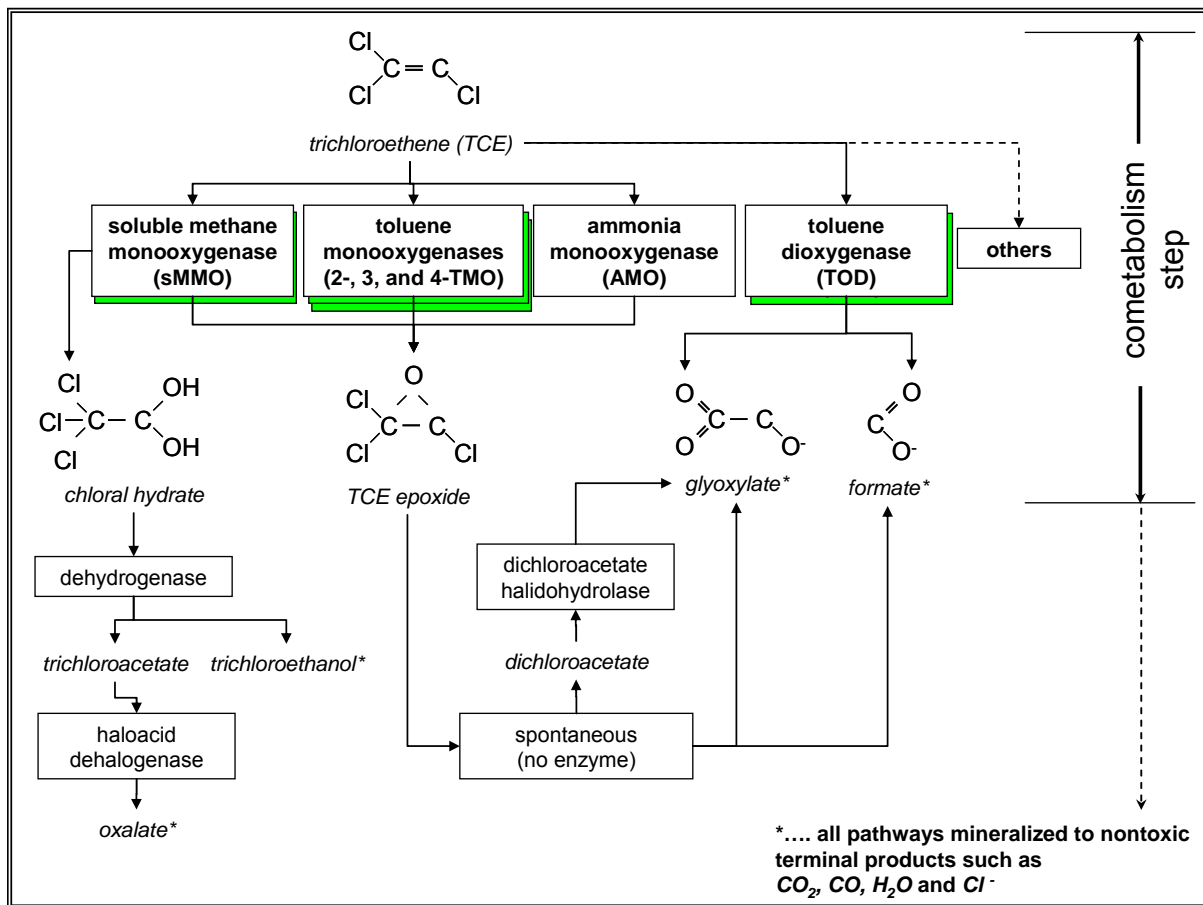 Cl
C = C
Cl
Cl
trichloroethene (TCE)
soluble methane
monooxygenase
(sMMO)
toluene
monooxygenases
(2-, 3, and 4-TMO)
ammonia
monooxygenase
(AMO)
toluene
dioxygenase
(TOD)
others
cometabolism
step
Cl
OH
Cl
C
C
Cl
OH
chloral hydrate
O
Cl
C
C
Cl
Cl
TCE epoxide
O
C
C
O
O-
glyoxylate*
O
C
O-
formate*
dehydrogenase
dichloroacetate
halidohydrolase
trichloroacetate
trichloroethanol*
dichloroacetate
haloacid
dehalogenase
spontaneous
(no enzyme)
oxalate*
*.... all pathways mineralized to nontoxic
terminal products such as
CO2, CO, H2O and Cl -